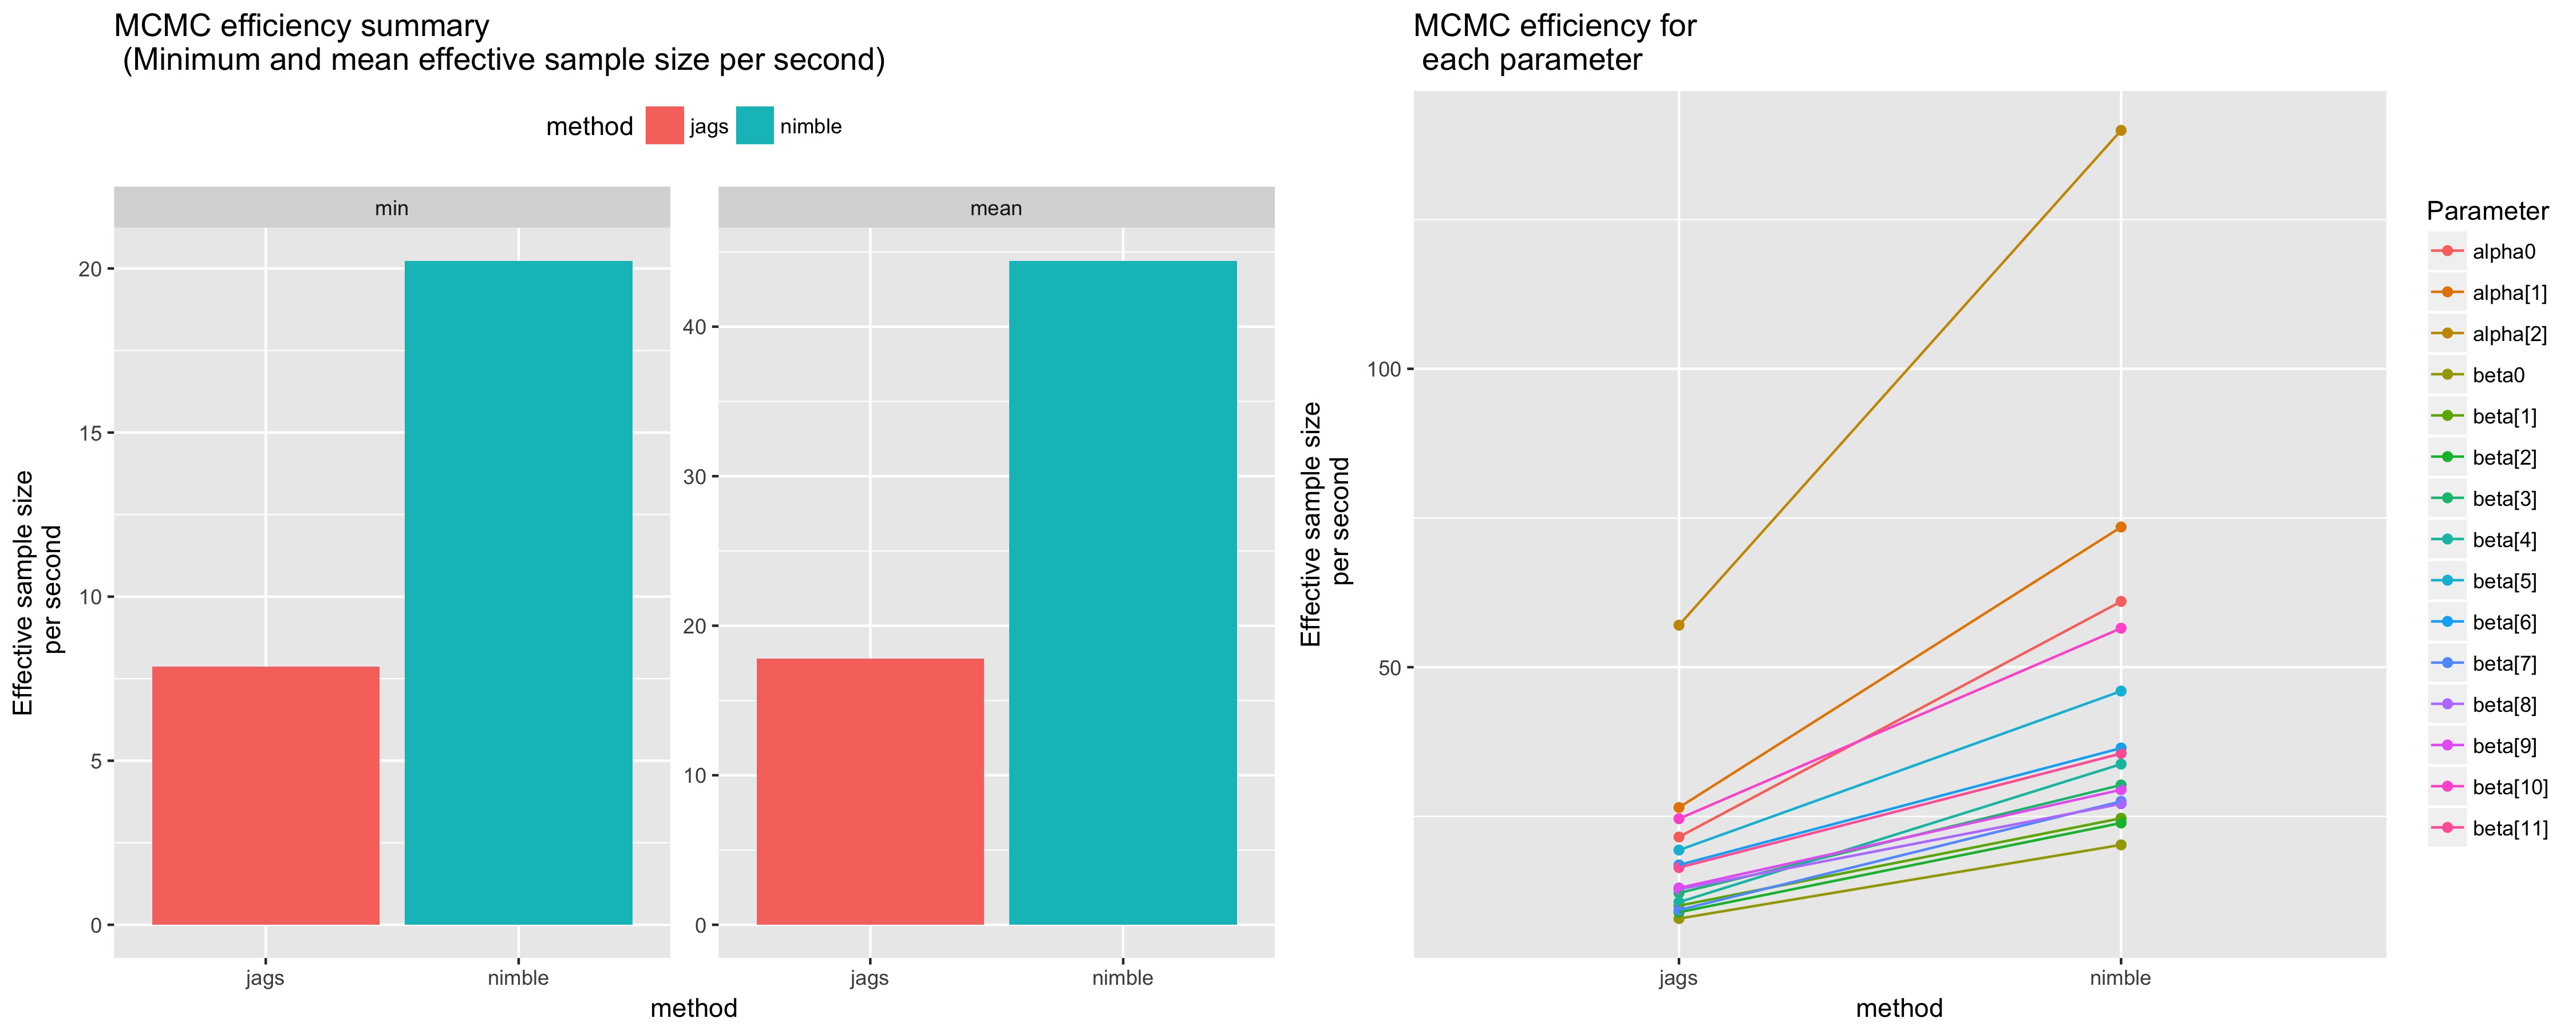 MCMC efficiency summary
(Minimum and mean effective sample size per second)
method jags nimble
min
mean
Effective sample size
per second
20
15
10
5
0
40
30
20
10
0
jags
nimble
jags
nimble
method
MCMC efficiency for
each parameter
Effective sample size
per second
100
50
jags
nimble
method
Parameter
alpha0
alpha[1]
alpha[2]
beta0
beta[1]
beta[2]
beta[3]
beta[4]
beta[5]
beta[6]
beta[7]
beta[8]
beta[9]
beta[10]
beta[11]